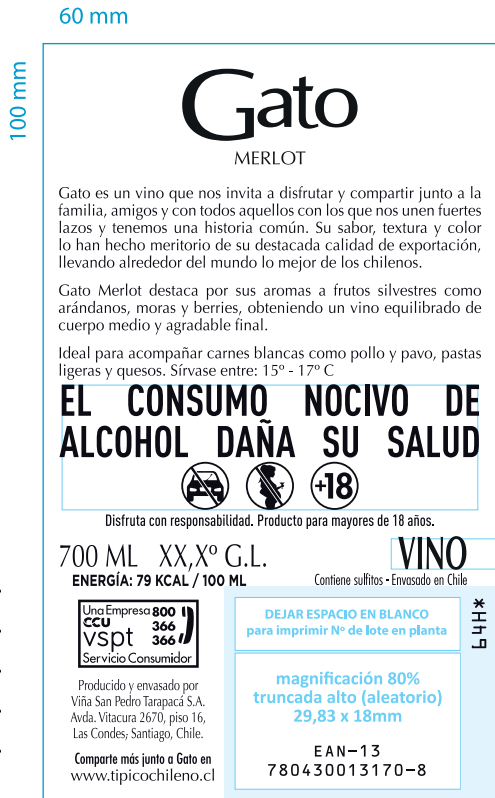 60 mm
100 mm
Gato
MERLOT
Gato es un vino que nos invita a disfrutar y compartir junto a la
familia, amigos y con todos aquellos con los que nos unen fuertes
lazos y tenemos una historia común. Su sabor, textura y color
lo han hecho meritorio de su destacada calidad de exportación,
llevando alrededor del mundo lo mejor de los chilenos.
Gato Merlot destaca por sus aromas a frutos silvestres como
arándanos, moras y berries, obteniendo un vino equilibrado de
cuerpo medio y agradable final.
Ideal para acompañar carnes blancas como pollo y pavo, pastas
ligeras y quesos. Sírvase entre: 15º - 17º C
EL CONSUMO NOCIVO DE
ALCOHOL DAÑA SU SALUD
+18
Disfruta con responsabilidad. Producto para mayores de 18 años.
700 ML XX,Xº G.L.
VINO
ENERGÍA: 79 KCAL / 100 ML
Contiene sulfitos - Envasado en Chile
Una Empresa 800
CCU 366
vspt 366
Servicio Consumidor
Producido y envasado por
Viña San Pedro Tarapacá S.A.
Avda. Vitacura 2670, piso 16,
Las Condes, Santiago, Chile.
Comparte más junto a Gato en
www.tipicochileno.cl
DEJAR ESPACIO EN BLANCO
para imprimir Nº de lote en planta
magnificación 80%
truncada alto (aleatorio)
29,83 x 18mm
EAN-13
780430013170-8